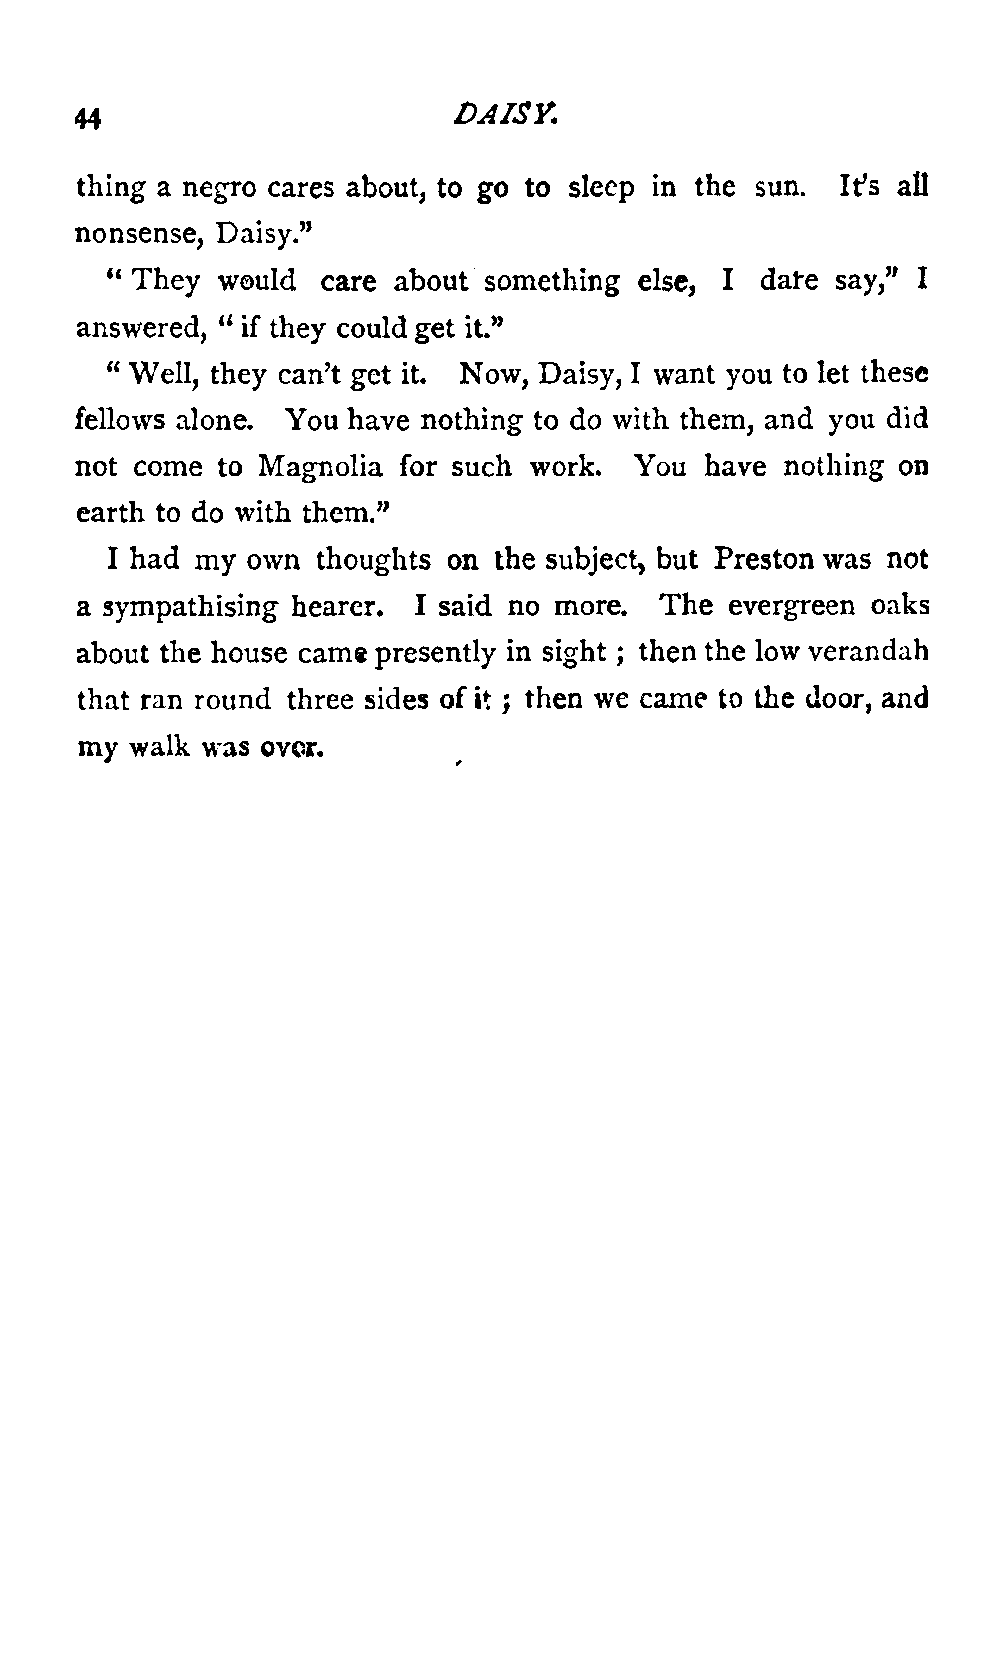 44 DAISY.
thing a negro cares about, to go to sleep in the sun. It's all
nonsense, Daisy."
" They would care about something else, I dare say," I
answered, " if they could get it."
" Well, they can't get it. Now, Daisy, I want you to let these
fellows alone. You have nothing to do with them, and you did
not come to Magnolia for such work. You have nothing on
earth to do with them."
I had my own thoughts on the subject, but Preston was not
a sympathising hearer. I said no more. The evergreen oaks
about the house came presently in sight ; then the low verandah
that ran round three sides of it ; then we came to the door, and
my walk was over.